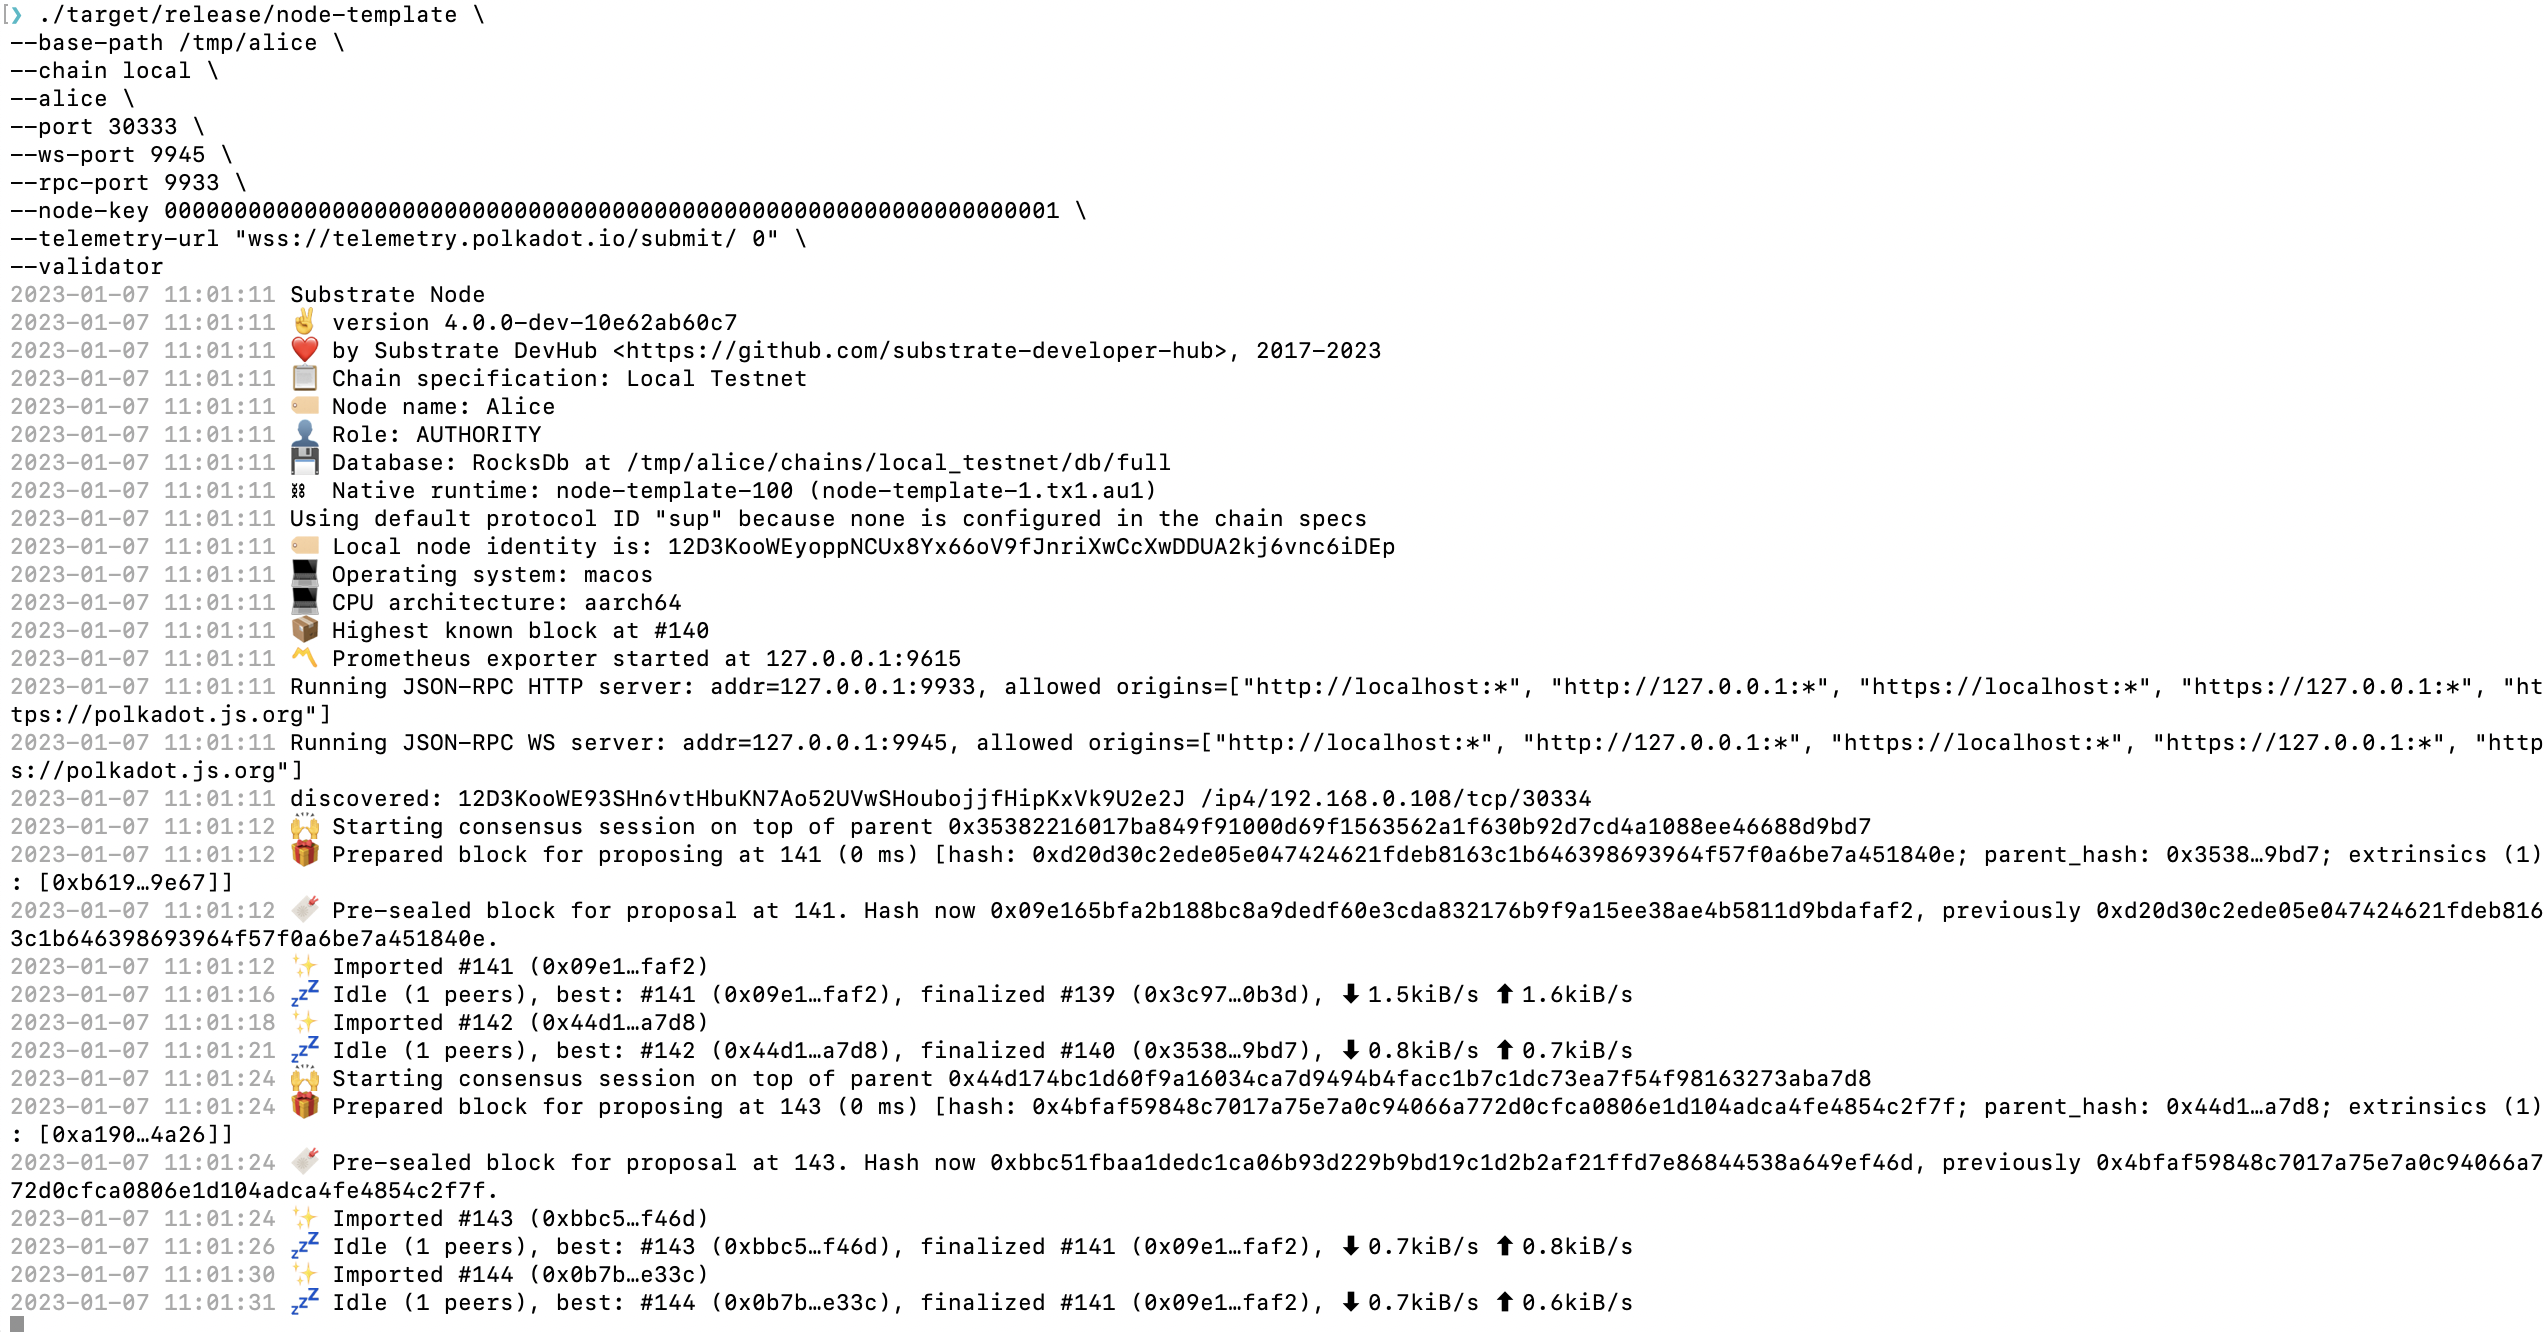 ❯ ./target/release/node-template \
--base-path /tmp/alice \
--chain local \
--alice \
--port 30333 \
--ws-port 9945 \
--rpc-port 9933 \
--node-key 0000000000000000000000000000000000000000000000000000000000000001 \
--telemetry-url "wss://telemetry.polkadot.io/submit/ 0" \
--validator
2023-01-07 11:01:11 Substrate Node
2023-01-07 11:01:11 ✌️ version 4.0.0-dev-10e62ab60c7
2023-01-07 11:01:11 ❤️ by Substrate DevHub <https://github.com/substrate-developer-hub>, 2017-2023
2023-01-07 11:01:11 📋 Chain specification: Local Testnet
2023-01-07 11:01:11 🏷 Node name: Alice
2023-01-07 11:01:11 👤 Role: AUTHORITY
2023-01-07 11:01:11 💾 Database: RocksDb at /tmp/alice/chains/local_testnet/db/full
2023-01-07 11:01:11 ⛓ Native runtime: node-template-100 (node-template-1.tx1.au1)
2023-01-07 11:01:11 Using default protocol ID "sup" because none is configured in the chain specs
2023-01-07 11:01:11 🏷 Local node identity is: 12D3KooWEyoppNCUx8Yx66oV9fJnriXwCcXwDDUA2kj6vnc6iDEp
2023-01-07 11:01:11 💻 Operating system: macos
2023-01-07 11:01:11 💻 CPU architecture: aarch64
2023-01-07 11:01:11 📦 Highest known block at #140
2023-01-07 11:01:11 〽️ Prometheus exporter started at 127.0.0.1:9615
2023-01-07 11:01:11 Running JSON-RPC HTTP server: addr=127.0.0.1:9933, allowed origins=["http://localhost:*", "http://127.0.0.1:*", "https://localhost:*", "https://127.0.0.1:*", "ht
tps://polkadot.js.org"]
2023-01-07 11:01:11 Running JSON-RPC WS server: addr=127.0.0.1:9945, allowed origins=["http://localhost:*", "http://127.0.0.1:*", "https://localhost:*", "https://127.0.0.1:*", "http
s://polkadot.js.org"]
2023-01-07 11:01:11 discovered: 12D3KooWE93SHn6vtHbuKN7Ao52UVwSHoubojjfHipKxVk9U2e2J /ip4/192.168.0.108/tcp/30334
2023-01-07 11:01:12 🙌 Starting consensus session on top of parent 0x35382216017ba849f91000d69f1563562a1f630b92d7cd4a1088ee46688d9bd7
2023-01-07 11:01:12 🎁 Prepared block for proposing at 141 (0 ms) [hash: 0xd20d30c2ede05e047424621fdeb8163c1b646398693964f57f0a6be7a451840e; parent_hash: 0x3538…9bd7; extrinsics (1)
: [0xb619…9e67]]
2023-01-07 11:01:12 🔖 Pre-sealed block for proposal at 141. Hash now 0x09e165bfa2b188bc8a9dedf60e3cda832176b9f9a15ee38ae4b5811d9bdafaf2, previously 0xd20d30c2ede05e047424621fdeb816
3c1b646398693964f57f0a6be7a451840e.
2023-01-07 11:01:12 ✨ Imported #141 (0x09e1…faf2)
2023-01-07 11:01:16 💤 Idle (1 peers), best: #141 (0x09e1…faf2), finalized #139 (0x3c97…0b3d), ⬇ 1.5kiB/s ⬆ 1.6kiB/s
2023-01-07 11:01:18 ✨ Imported #142 (0x44d1…a7d8)
2023-01-07 11:01:21 💤 Idle (1 peers), best: #142 (0x44d1…a7d8), finalized #140 (0x3538…9bd7), ⬇ 0.8kiB/s ⬆ 0.7kiB/s
2023-01-07 11:01:24 🙌 Starting consensus session on top of parent 0x44d174bc1d60f9a16034ca7d9494b4facc1b7c1dc73ea7f54f98163273aba7d8
2023-01-07 11:01:24 🎁 Prepared block for proposing at 143 (0 ms) [hash: 0x4bfaf59848c7017a75e7a0c94066a772d0cfca0806e1d104adca4fe4854c2f7f; parent_hash: 0x44d1…a7d8; extrinsics (1)
: [0xa190…4a26]]
2023-01-07 11:01:24 🔖 Pre-sealed block for proposal at 143. Hash now 0xbbc51fbaa1dedc1ca06b93d229b9bd19c1d2b2af21ffd7e86844538a649ef46d, previously 0x4bfaf59848c7017a75e7a0c94066a7
72d0cfca0806e1d104adca4fe4854c2f7f.
2023-01-07 11:01:24 ✨ Imported #143 (0xbbc5…f46d)
2023-01-07 11:01:26 💤 Idle (1 peers), best: #143 (0xbbc5…f46d), finalized #141 (0x09e1…faf2), ⬇ 0.7kiB/s ⬆ 0.8kiB/s
2023-01-07 11:01:30 ✨ Imported #144 (0x0b7b…e33c)
2023-01-07 11:01:31 💤 Idle (1 peers), best: #144 (0x0b7b…e33c), finalized #141 (0x09e1…faf2), ⬇ 0.7kiB/s ⬆ 0.6kiB/s